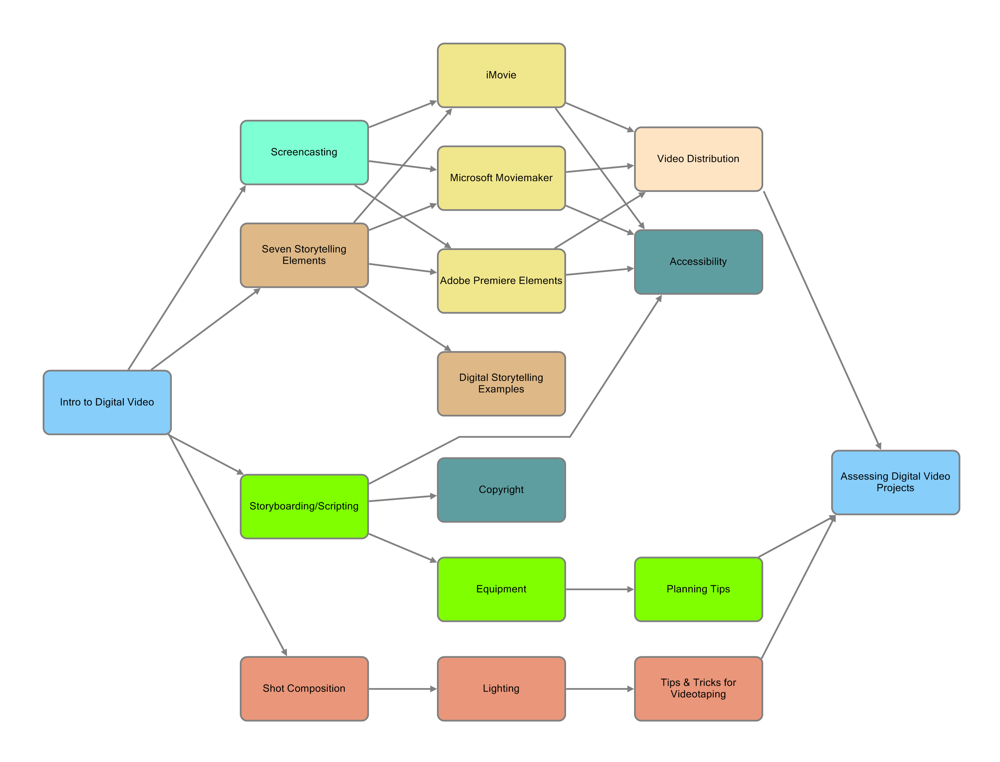 iMovie
Screencasting
Video Distribution
Microsoft Moviemaker
Seven Storytelling
Elements
Accessibility
Adobe Premiere Elements
Digital Storytelling
Examples
Intro to Digital Video
Assessing Digital Video
Projects
Copyright
Storyboarding/Scripting
Equipment
Planning Tips
Shot Composition
Lighting
Tips & Tricks for
Videotaping